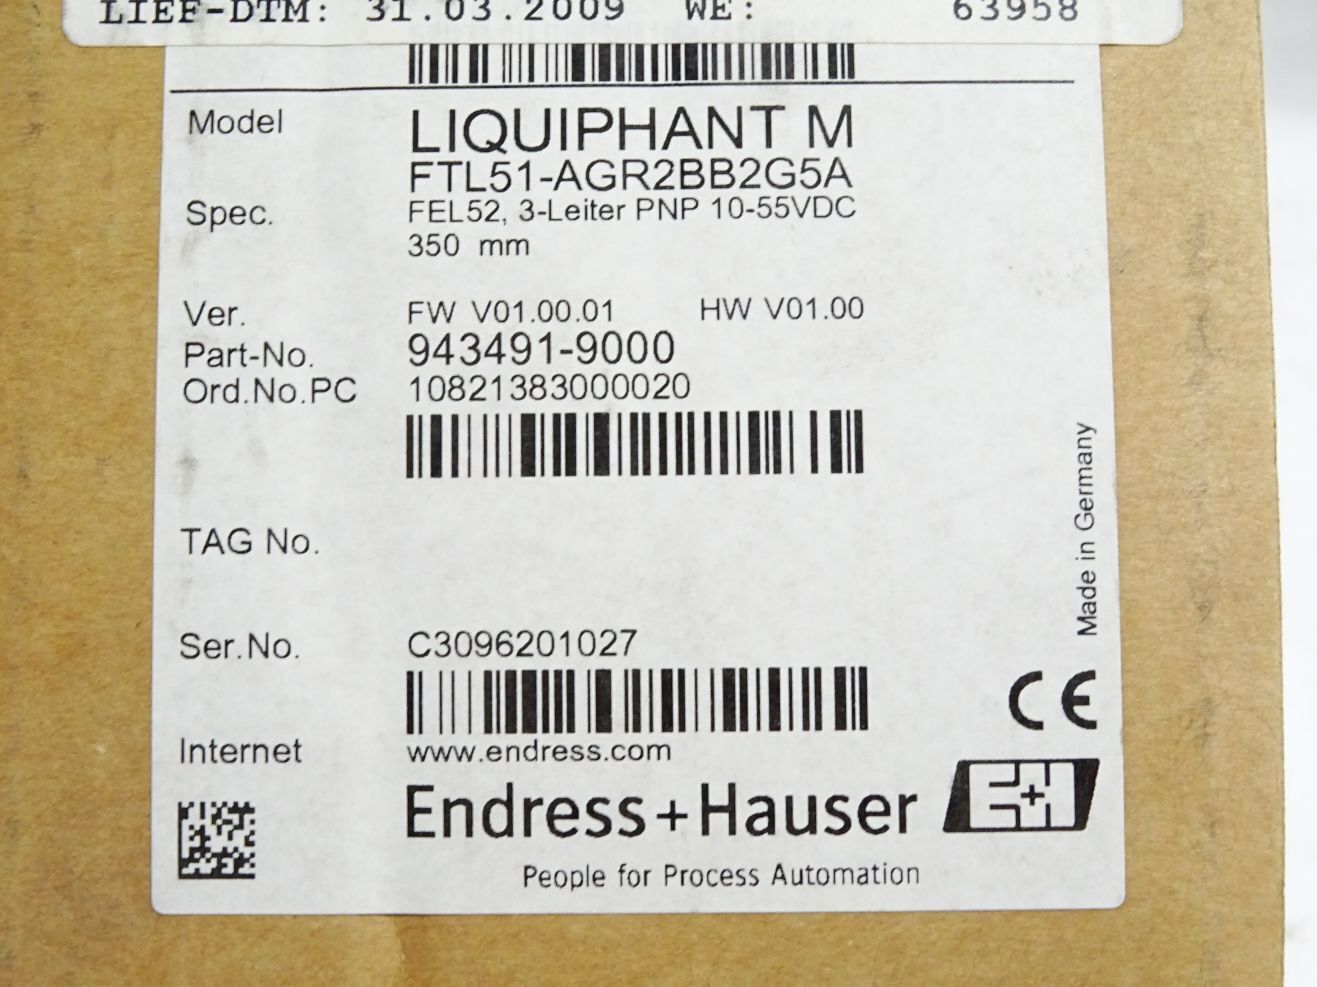 LIEF-DTM: 31.03.2009 WE: 63958
Model LIQUIPHANT M
FTL51-AGR2BB2G5A
Spec. FEL52, 3-Leiter PNP 10-55VDC
350 mm
Ver. FW V01.00.01 HW V01.00
Part-No. 943491-9000
Ord.No.PC 10821383000020
TAG No.
Made in Germany
Ser.No. C3096201027
CE
Internet www.endress.com
Endress+Hauser E+H
People for Process Automation